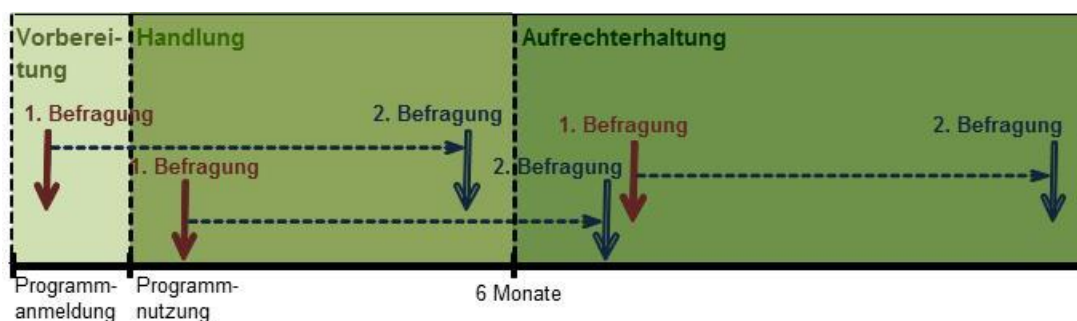 Vorberei-
tung
Handlung
Aufrechterhaltung
1. Befragung
2. Befragung
1. Befragung
2. Befragung
1. Befragung
2. Befragung
Programm-
anmeldung
Programm-
nutzung
6 Monate